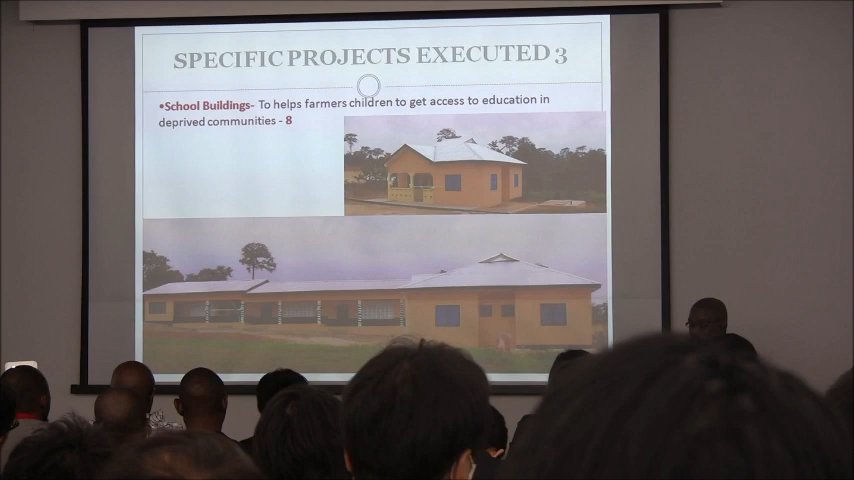 SPECIFIC PROJECTS EXECUTED 3
•School Buildings- To helps farmers children to get access to education in
deprived communities - 8